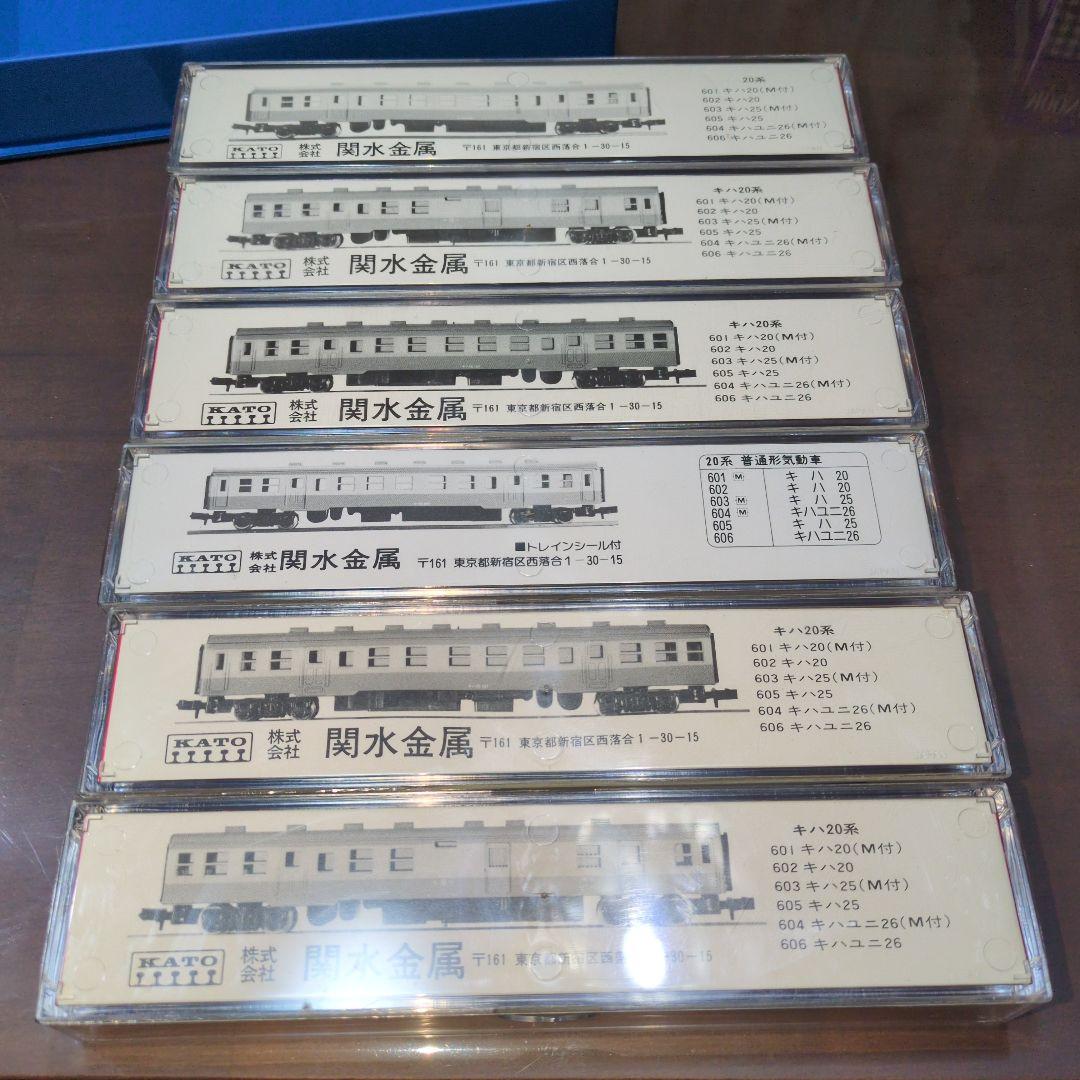 20系
601 キハ20(M付)
602 キハ20
603 キハ25(M付)
605 キハ25
604 キハユニ26(M付)
606 キハユニ26
KATO 株式会社 関水金属 〒161 東京都新宿区西落合1-30-15
キハ20系
601 キハ20(M付)
602 キハ20
603 キハ25(M付)
605 キハ25
604 キハユニ26(M付)
606 キハユニ26
KATO 株式会社 関水金属 〒161 東京都新宿区西落合1-30-15
キハ20系
601 キハ20(M付)
602 キハ20
603 キハ25(M付)
605 キハ25
604 キハユニ26(M付)
606 キハユニ26
KATO 株式会社 関水金属 〒161 東京都新宿区西落合1-30-15
20系 普通形気動車
601 M キハ 20
602 キハ 20
603 M キハ 25
604 M キハユニ26
605 キハ 25
606 キハユニ26
■トレインシール付
KATO 株式会社 関水金属 〒161 東京都新宿区西落合1-30-15
JAPAN
キハ20系
601 キハ20(M付)
602 キハ20
603 キハ25(M付)
605 キハ25
604 キハユニ26(M付)
606 キハユニ26
KATO 株式会社 関水金属 〒161 東京都新宿区西落合1-30-15
JAPAN
キハ20系
601 キハ20(M付)
602 キハ20
603 キハ25(M付)
605 キハ25
604 キハユニ26(M付)
606 キハユニ26
KATO 株式会社 関水金属 〒161 東京都新宿区西 -30-15